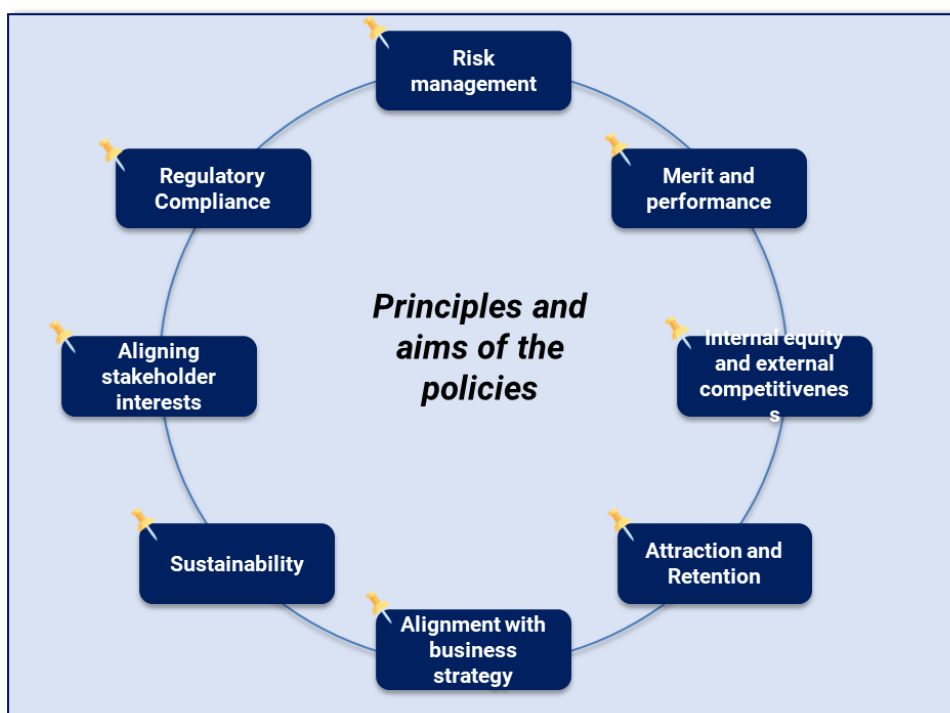 Risk
management
Regulatory
Compliance
Merit and
performance
Principles and
aims of the
policies
Aligning
stakeholder
interests
Internal equity
and external
competitivenes
s
Sustainability
Attraction and
Retention
Alignment with
business
strategy